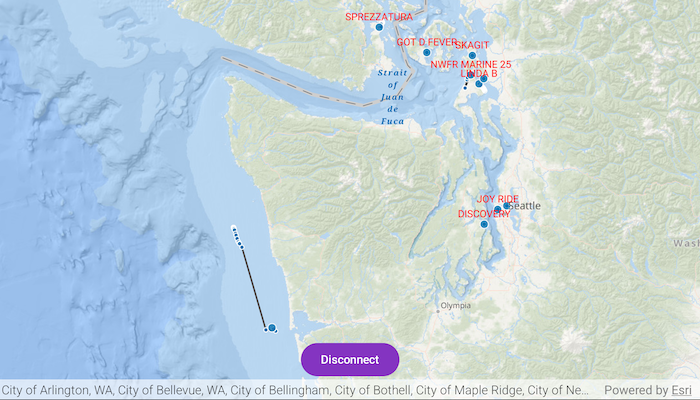 SPREZZATURA
GOT D FEVER
SKAGIT
NWFR MARINE 25
LINDA B
Strait
of
Juan
de
Fuca
JOY RIDE
Seattle
DISCOVERY
Wash
Olympia
Disconnect
City of Arlington, WA, City of Bellevue, WA, City of Bellingham, City of Bothell, City of Maple Ridge, City of Ne... Powered by Esri